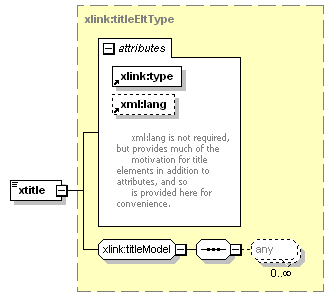 xlink:titleEltType
attributes
xlink:type
xml:lang
xml:lang is not required,
but provides much of the
motivation for title
elements in addition to
attributes, and so
is provided here for
convenience.
xtitle
xlink:titleModel
any
0..∞